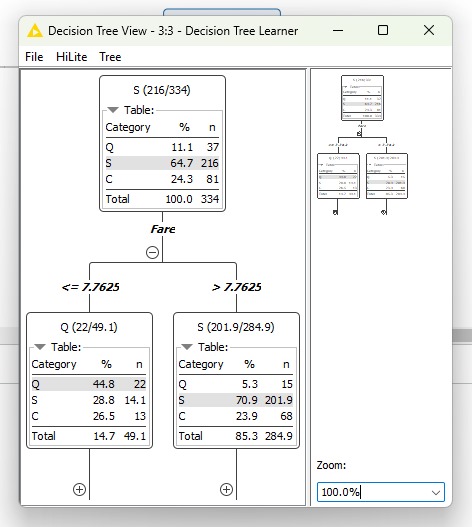 Decision Tree View - 3:3 - Decision Tree Learner
File HiLite Tree
S (216/334)
Table:
Category % n
Q 11.1 37
S 64.7 216
C 24.3 81
Total 100.0 334
Fare
<= 7.7625
> 7.7625
Q (22/49.1)
Table:
Category % n
Q 44.8 22
S 28.8 14.1
C 26.5 13
Total 14.7 49.1
S (201.9/284.9)
Table:
Category % n
Q 5.3 15
S 70.9 201.9
C 23.9 68
Total 85.3 284.9
Zoom:
100.0%